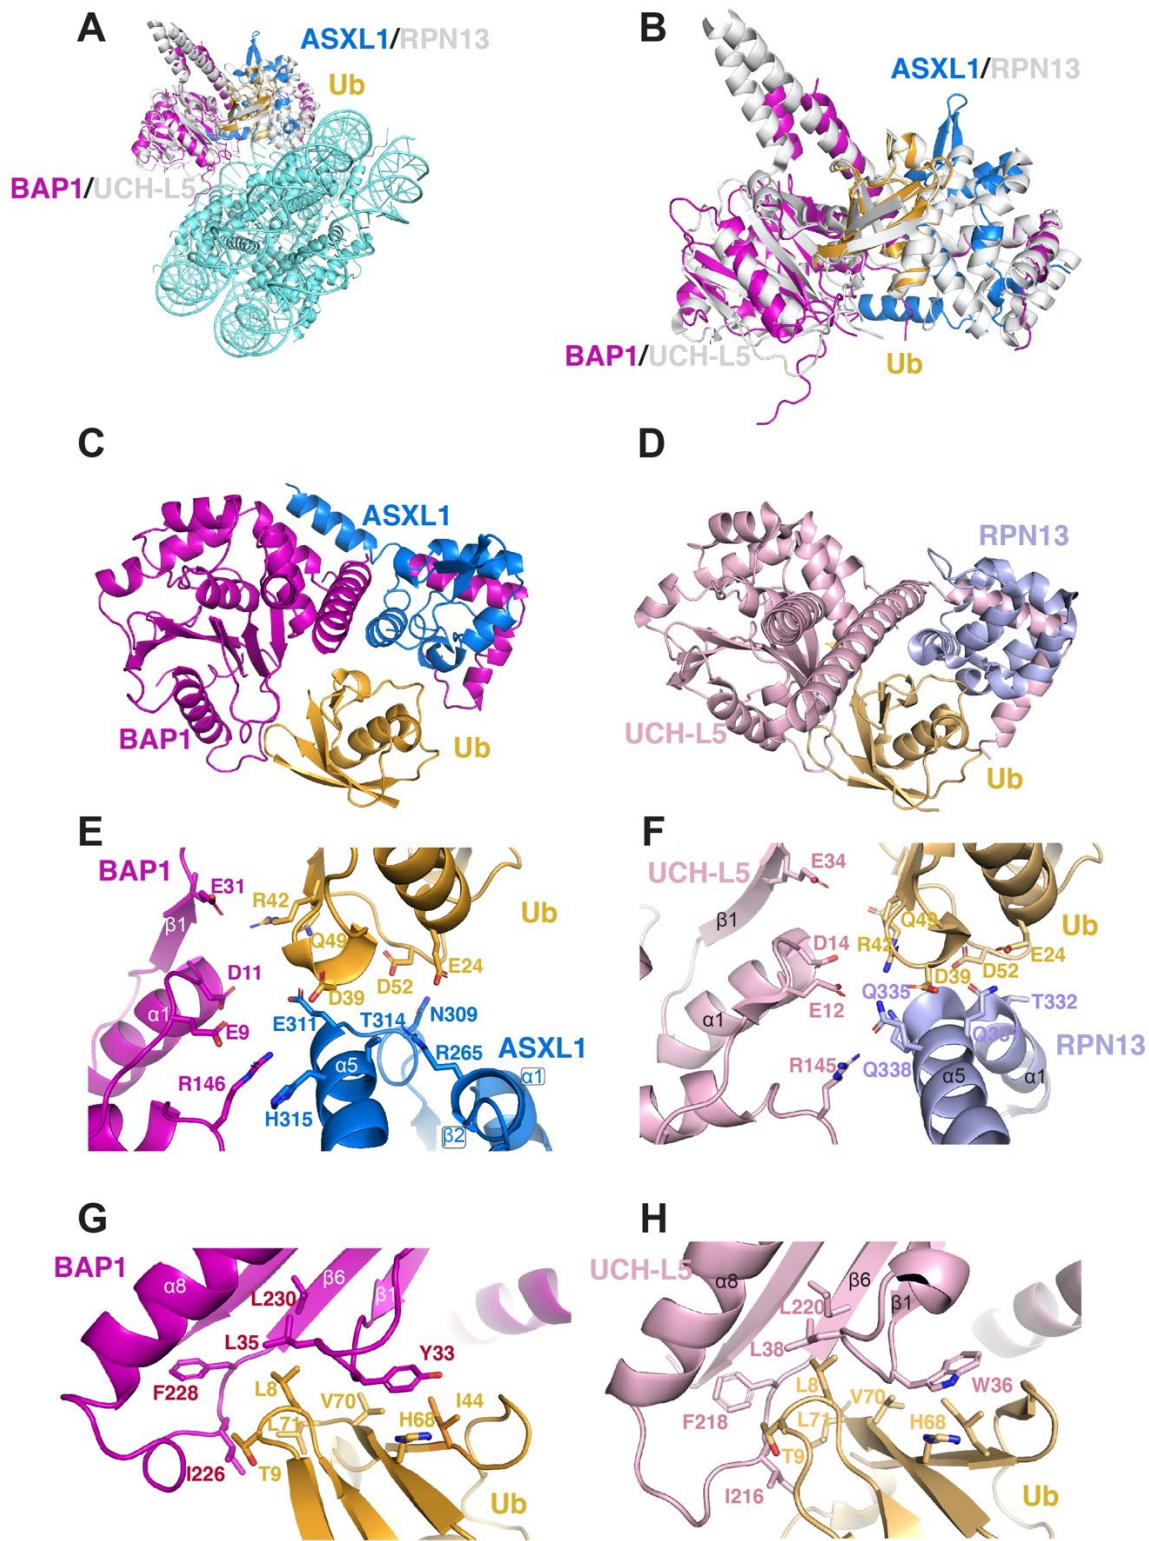 A
ASXL1/RPN13
Ub
BAP1/UCH-L5
B
ASXL1/RPN13
BAP1/UCH-L5
Ub
C
ASXL1
BAP1
Ub
D
RPN13
UCH-L5
Ub
E
BAP1
E31
β1
R42
Q49
Ub
D11
D52
E24
D39
α1
E9
E311
T314
N309
R265
ASXL1
R146
α5
α1
H315
β2
F
UCH-L5
E34
β1
Q49
Ub
D14
R42
E24
D52
D39
E12
Q335
T332
α1
RPN13
R145
Q338
α5
α1
G
BAP1
α8
β6
β1
L230
L35
Y33
F228
L8
V70
I44
L71
H68
I226
T9
Ub
H
UCH-L5
α8
β6
β1
L220
L38
W36
L8
V70
F218
L71
H68
T9
I216
Ub